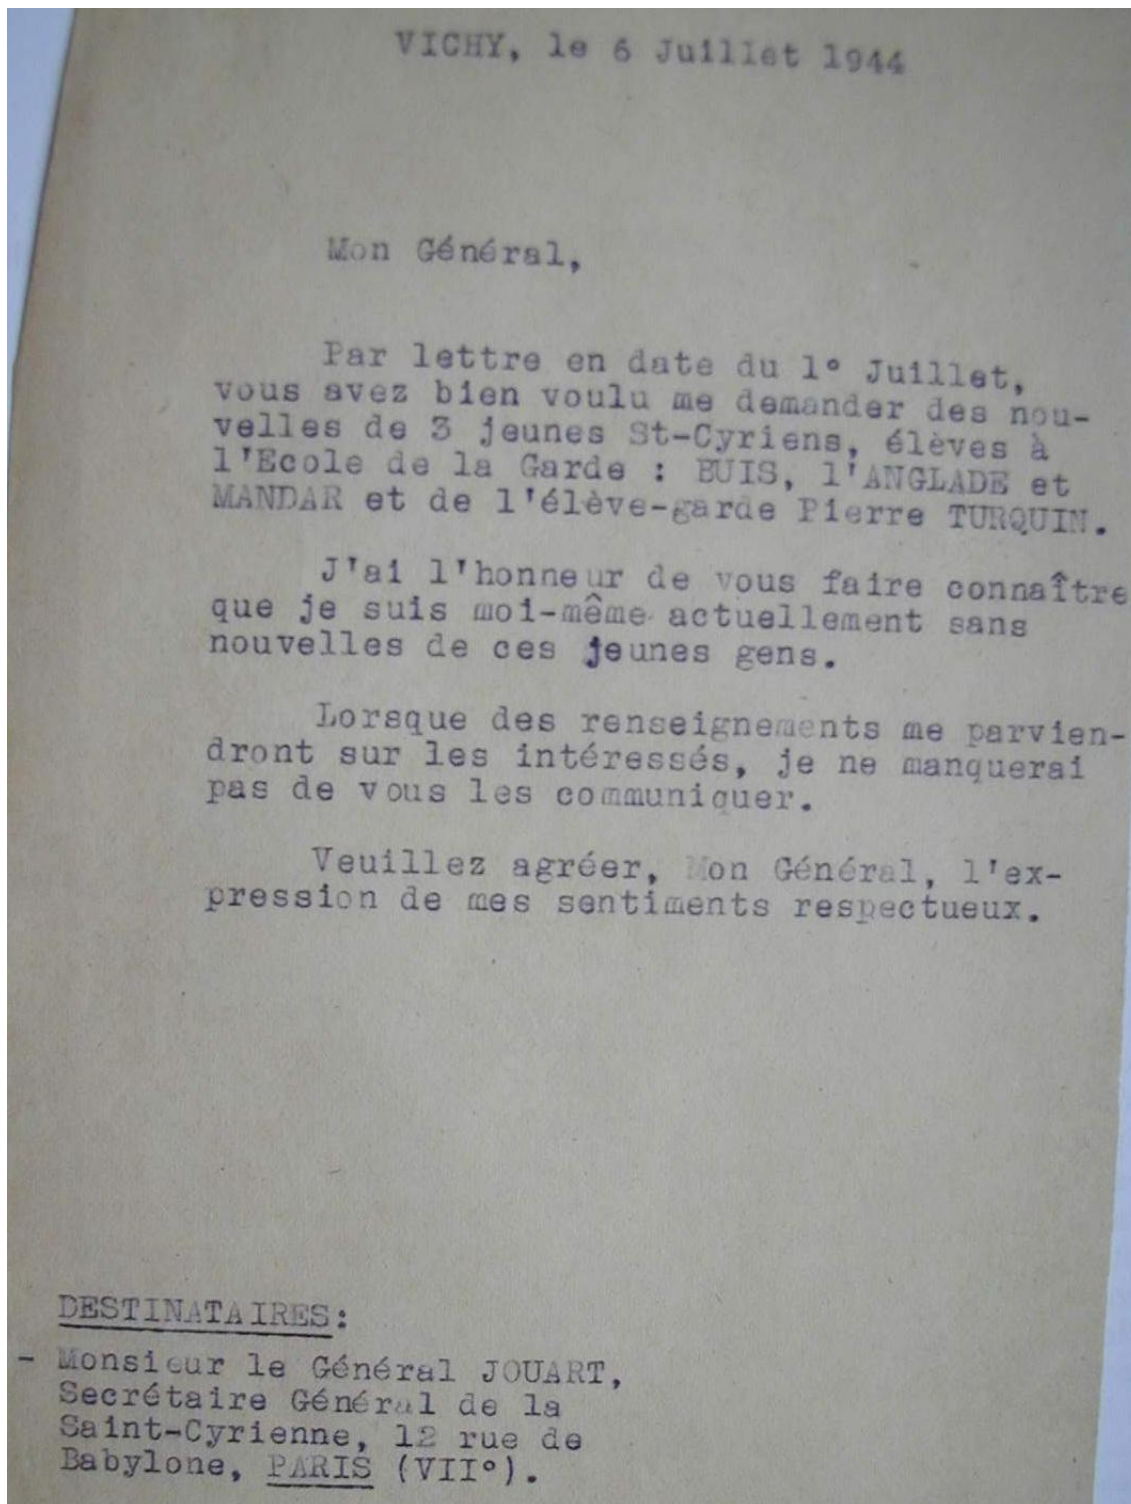 VICHY, le 6 Juillet 1944
Mon Général,
Par lettre en date du 1° Juillet,
vous avez bien voulu me demander des nou-
velles de 3 jeunes St-Cyriens, élèves à
l'Ecole de la Garde : BUIS, l'ANGLADE et
MANDAR et de l'élève-garde Pierre TURQUIN.
J'ai l'honneur de vous faire connaître
que je suis moi-même actuellement sans
nouvelles de ces jeunes gens.
Lorsque des renseignements me parvien-
dront sur les intéressés, je ne manquerai
pas de vous les communiquer.
Veuillez agréer, Mon Général, l'ex-
pression de mes sentiments respectueux.
DESTINATAIRES:
- Monsieur le Général JOUART,
Secrétaire Général de la
Saint-Cyrienne, 12 rue de
Babylone, PARIS (VII°).